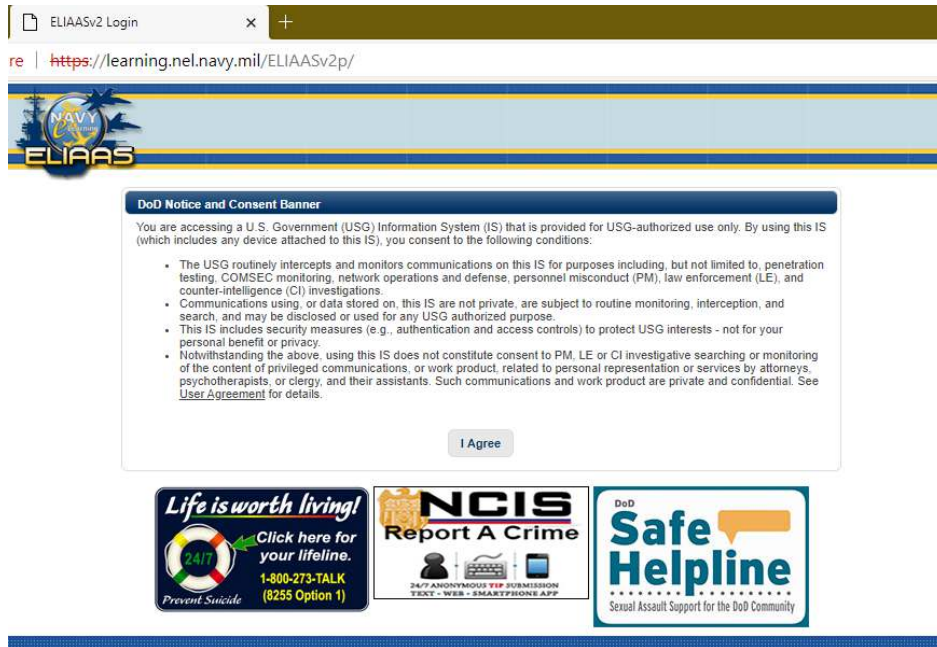 ELIAASv2 Login
re | https://learning.nel.navy.mil/ELIAASv2p/
NAVY
e Learning
ELIAAS
DoD Notice and Consent Banner
You are accessing a U.S. Government (USG) Information System (IS) that is provided for USG-authorized use only. By using this IS
(which includes any device attached to this IS), you consent to the following conditions:
• The USG routinely intercepts and monitors communications on this IS for purposes including, but not limited to, penetration
testing, COMSEC monitoring, network operations and defense, personnel misconduct (PM), law enforcement (LE), and
counter-intelligence (CI) investigations.
• Communications using, or data stored on, this IS are not private, are subject to routine monitoring, interception, and
search, and may be disclosed or used for any USG authorized purpose.
• This IS includes security measures (e.g., authentication and access controls) to protect USG interests - not for your
personal benefit or privacy.
• Notwithstanding the above, using this IS does not constitute consent to PM, LE or CI investigative searching or monitoring
of the content of privileged communications, or work product, related to personal representation or services by attorneys,
psychotherapists, or clergy, and their assistants. Such communications and work product are private and confidential. See
User Agreement for details.
I Agree
Life is worth living!
24/7
Click here for
your lifeline.
1-800-273-TALK
(8255 Option 1)
Prevent Suicide
NCIS
Report A Crime
24/7 ANONYMOUS TIP SUBMISSION
TEXT - WEB - SMARTPHONE APP
DoD
Safe
Helpline
Sexual Assault Support for the DoD Community